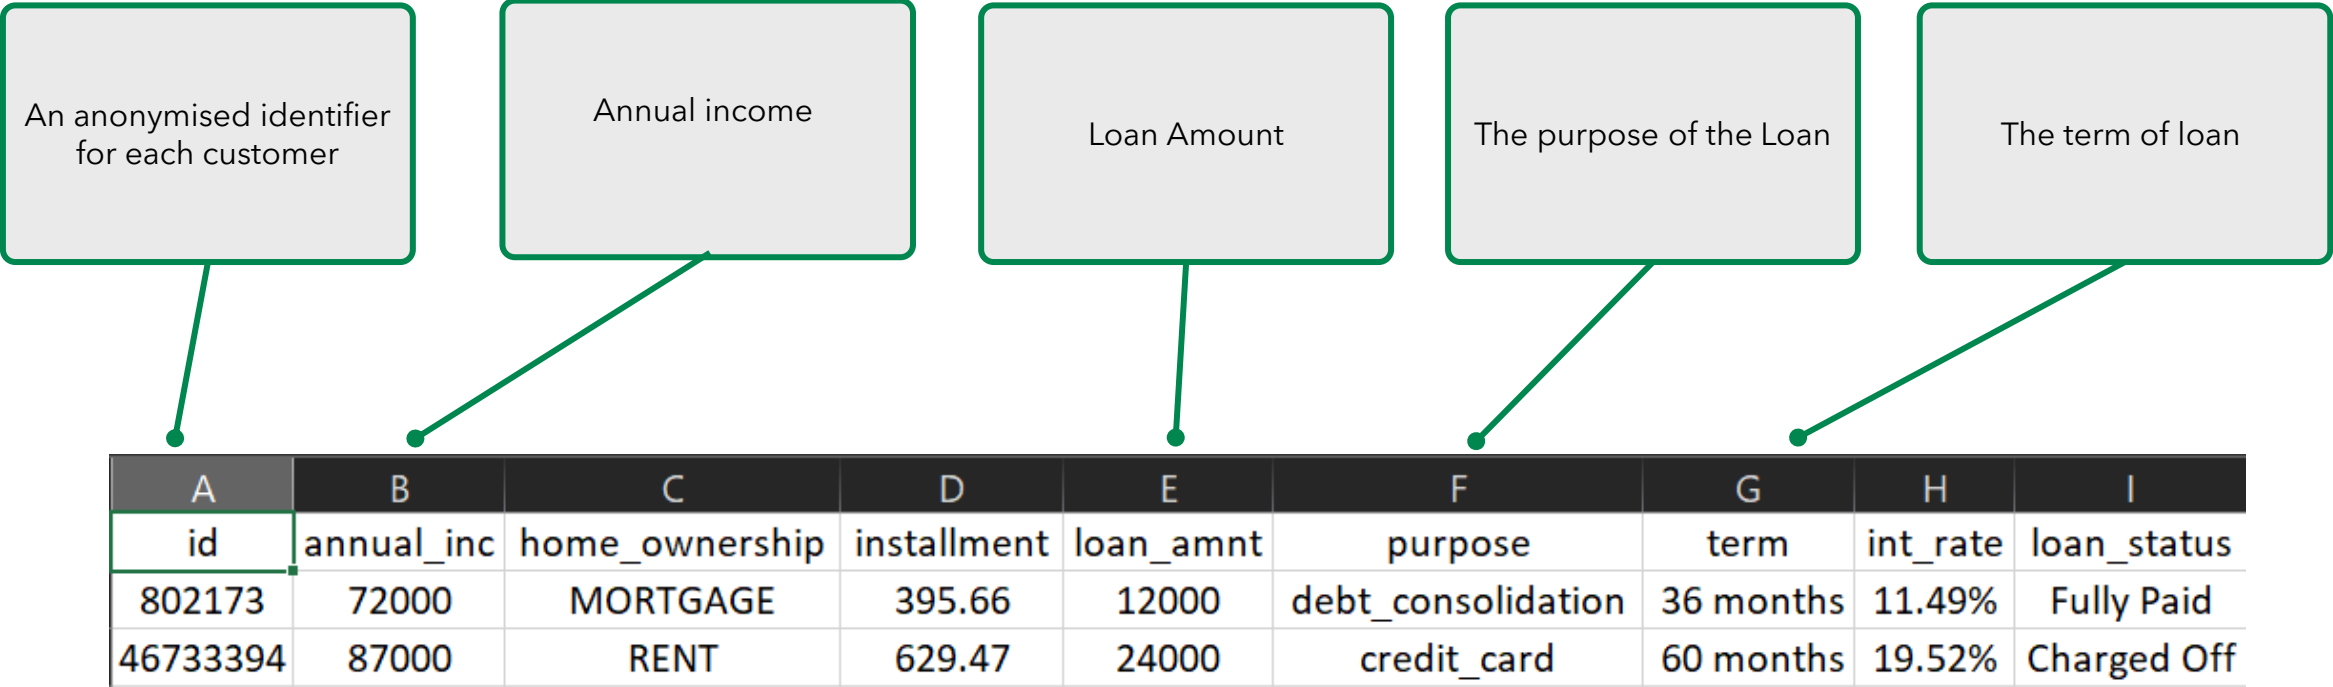 An anonymised identifier
for each customer
Annual income
Loan Amount
The purpose of the Loan
The term of loan
A B C D E F G H I
id annual_inc home_ownership installment loan_amnt purpose term int_rate loan_status
802173 72000 MORTGAGE 395.66 12000 debt_consolidation 36 months 11.49% Fully Paid
46733394 87000 RENT 629.47 24000 credit_card 60 months 19.52% Charged Off